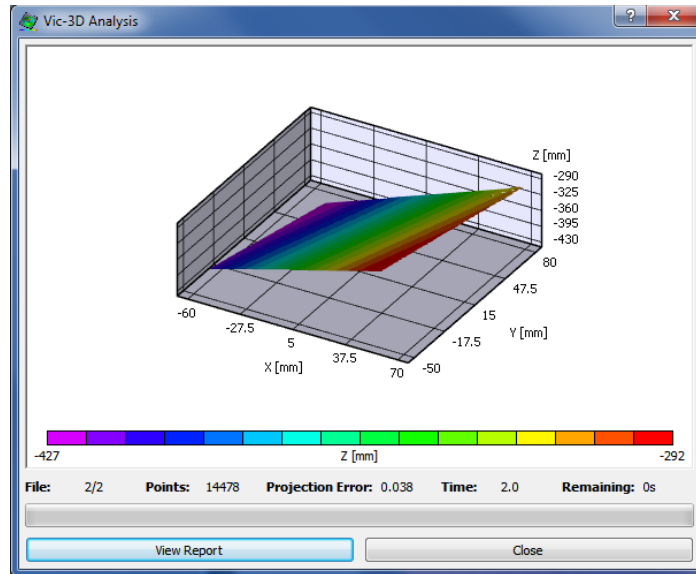 Vic-3D Analysis
?
X
Z [mm]
-290
-325
-360
-395
-430
80
47.5
15
-17.5
-50
Y [mm]
-60
-27.5
5
37.5
70
X [mm]
-427 Z [mm] -292
File: 2/2 Points: 14478 Projection Error: 0.038 Time: 2.0 Remaining: 0s
View Report Close